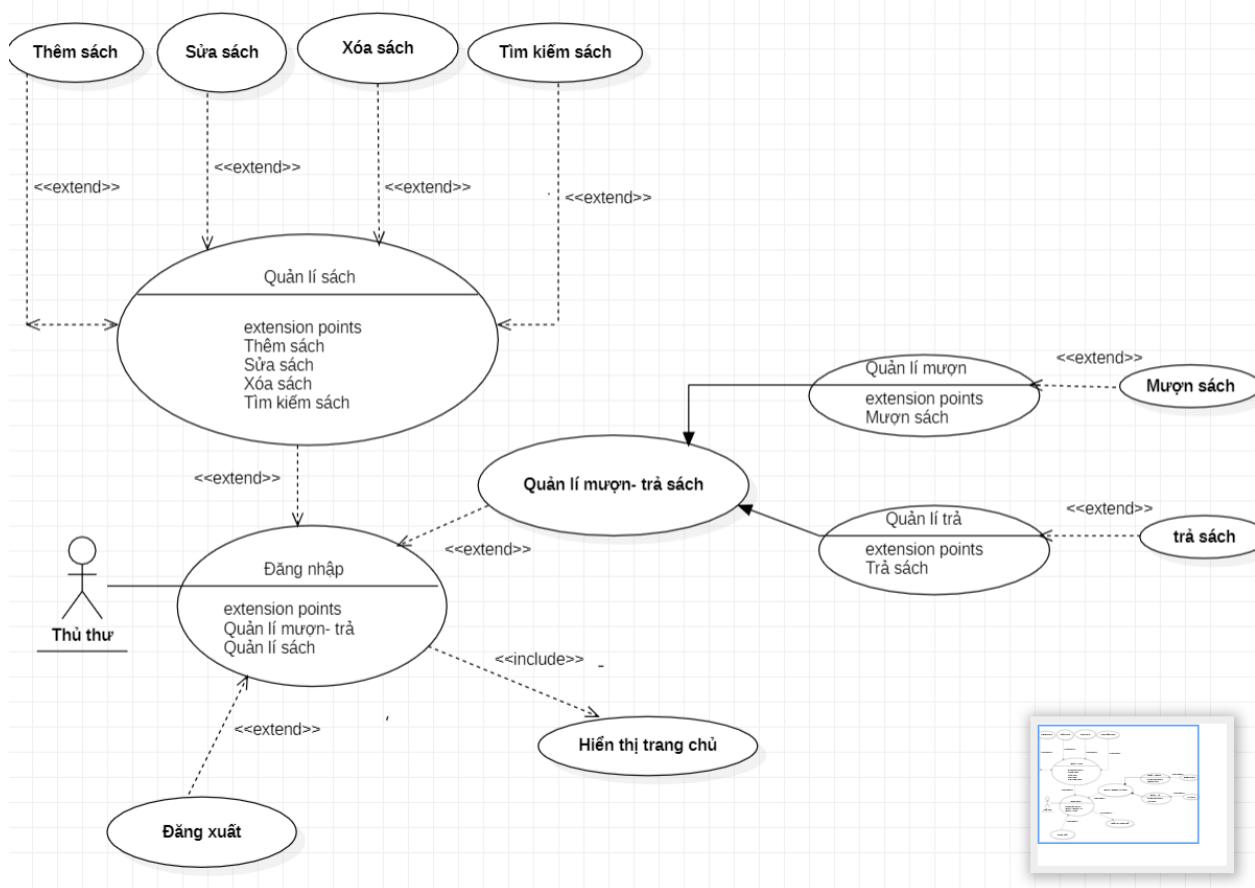 Thêm sách
Sửa sách
Xóa sách
Tìm kiếm sách
<<extend>>
<<extend>>
<<extend>>
<<extend>>
Quản lí sách
extension points
Thêm sách
Sửa sách
Xóa sách
Tìm kiếm sách
<<extend>>
Quản lí mượn
extension points
Mượn sách
<<extend>>
Mượn sách
Quản lí mượn- trả sách
<<extend>>
Quản lí trả
extension points
Trả sách
<<extend>>
trả sách
Đăng nhập
extension points
Quản lí mượn- trả
Quản lí sách
Thủ thư
<<include>>
<<extend>>
Hiển thị trang chủ
Đăng xuất